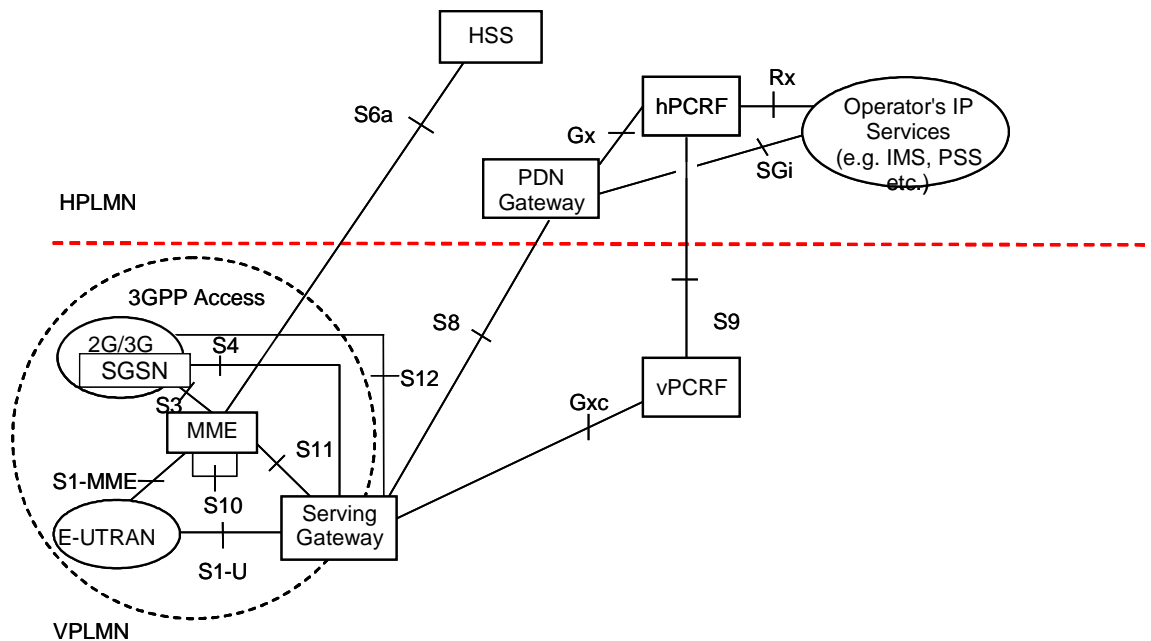 HSS
S6a
Rx
hPCRF
Operator's IP
Services
(e.g. IMS, PSS
etc.)
Gx
SGi
PDN
Gateway
HPLMN
3GPP Access
2G/3G
SGSN
S4
S12
S3
MME
S11
S1-MME
S10
E-UTRAN
S1-U
Serving
Gateway
S8
S9
vPCRF
Gxc
VPLMN